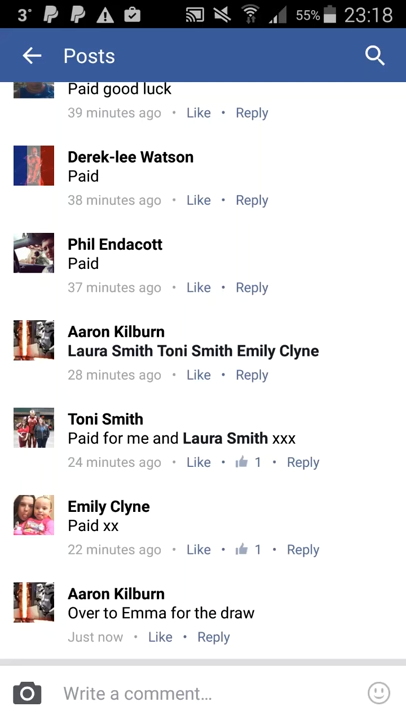 3° 55% 23:18
Posts
Paid good luck
39 minutes ago • Like • Reply
Derek-lee Watson
Paid
38 minutes ago • Like • Reply
Phil Endacott
Paid
37 minutes ago • Like • Reply
Aaron Kilburn
Laura Smith Toni Smith Emily Clyne
28 minutes ago • Like • Reply
Toni Smith
Paid for me and Laura Smith xxx
24 minutes ago • Like • 1 • Reply
Emily Clyne
Paid xx
22 minutes ago • Like • 1 • Reply
Aaron Kilburn
Over to Emma for the draw
Just now • Like • Reply
Write a comment...